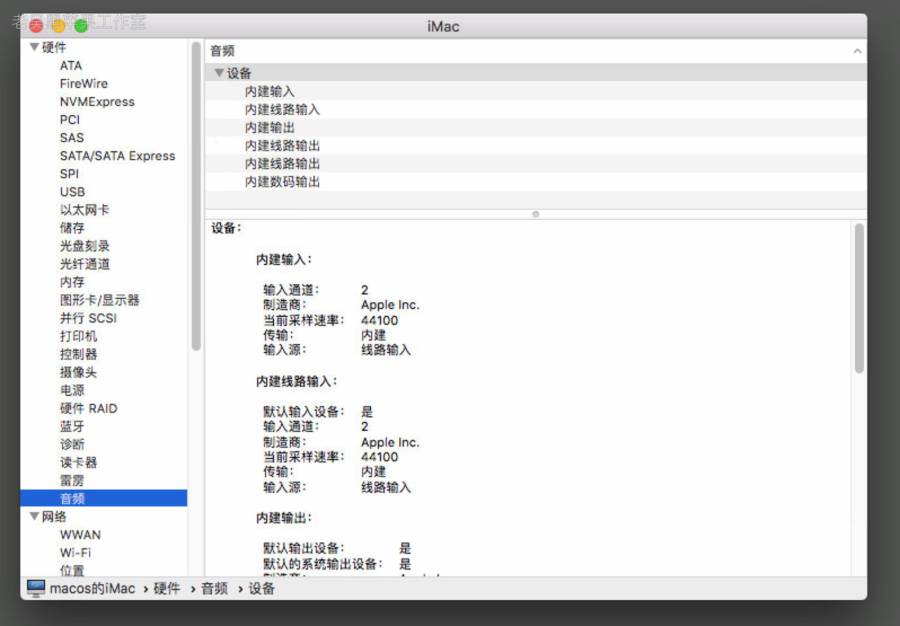 iMac
硬件
ATA
FireWire
NVMExpress
PCI
SAS
SATA/SATA Express
SPI
USB
以太网卡
储存
光盘刻录
光纤通道
内存
图形卡/显示器
并行 SCSI
打印机
控制器
摄像头
电源
硬件 RAID
蓝牙
诊断
读卡器
雷雳
音频
网络
WWAN
Wi-Fi
位置
音频
设备
内建输入
内建线路输入
内建输出
内建线路输出
内建线路输出
内建数码输出
设备：
内建输入：
输入通道： 2
制造商： Apple Inc.
当前采样速率： 44100
传输： 内建
输入源： 线路输入
内建线路输入：
默认输入设备： 是
输入通道： 2
制造商： Apple Inc.
当前采样速率： 44100
传输： 内建
输入源： 线路输入
内建输出：
默认输出设备： 是
默认的系统输出设备： 是
macos的iMac › 硬件 › 音频 › 设备